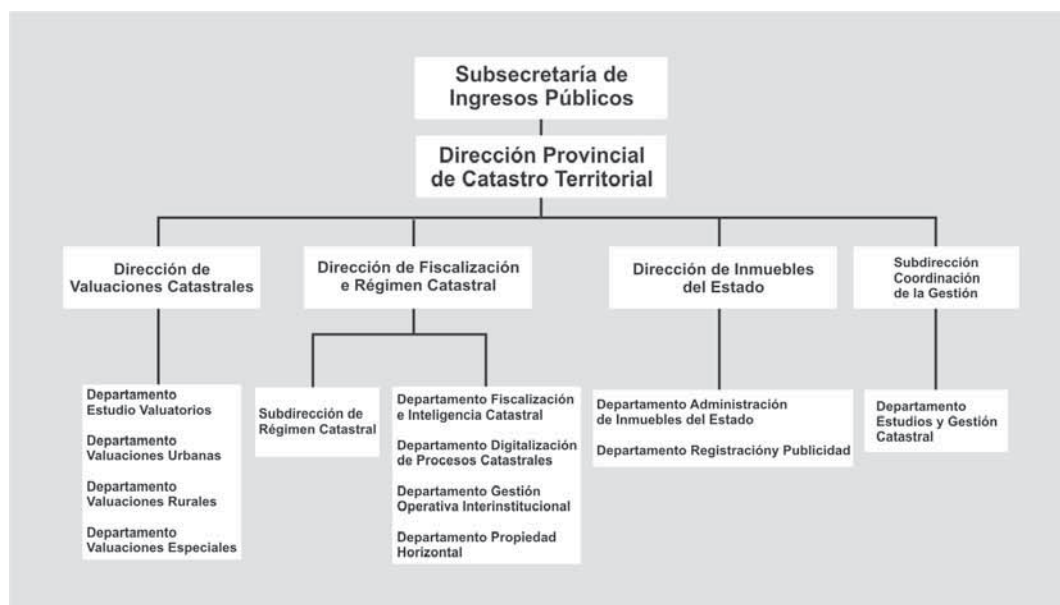 Subsecretaría de
Ingresos Públicos
Dirección Provincial
de Catastro Territorial
Dirección de
Valuaciones Catastrales
Dirección de Fiscalización
e Régimen Catastral
Dirección de Inmuebles
del Estado
Subdirección
Coordinación
de la Gestión
Departamento
Estudio Valuatorios
Departamento
Valuaciones Urbanas
Departamento
Valuaciones Rurales
Departamento
Valuaciones Especiales
Subdirección de
Régimen Catastral
Departamento Fiscalización
e Inteligencia Catastral
Departamento Digitalización
de Procesos Catastrales
Departamento Gestión
Operativa Interinstitucional
Departamento Propiedad
Horizontal
Departamento Administración
de Inmuebles del Estado
Departamento Registracióny Publicidad
Departamento
Estudios y Gestión
Catastral